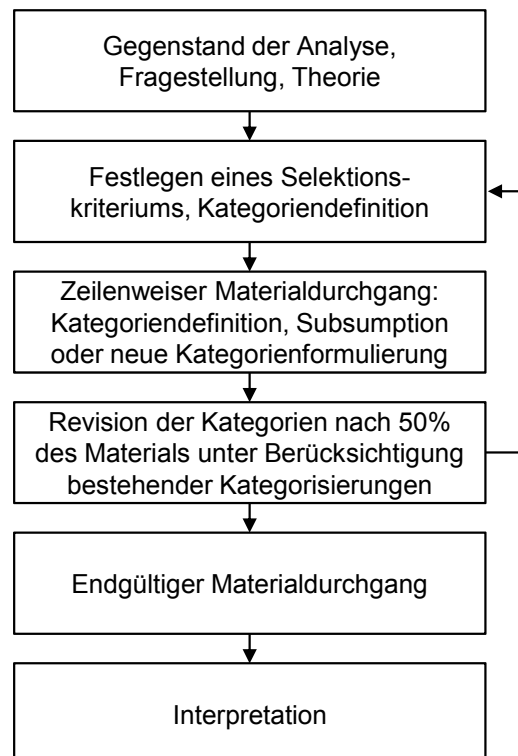 Gegenstand der Analyse,
Fragestellung, Theorie
Festlegen eines Selektions-
kriteriums, Kategoriendefinition
Zeilenweiser Materialdurchgang:
Kategoriendefinition, Subsumption
oder neue Kategorienformulierung
Revision der Kategorien nach 50%
des Materials unter Berücksichtigung
bestehender Kategorisierungen
Endgültiger Materialdurchgang
Interpretation